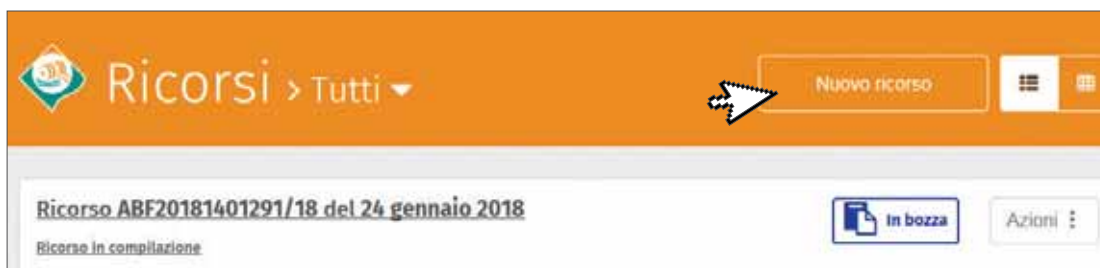 Ricorsi > Tutti
Nuovo ricorso
Ricorso ABF20181401291/18 del 24 gennaio 2018
In bozza
Azioni
Ricorso in compilazione